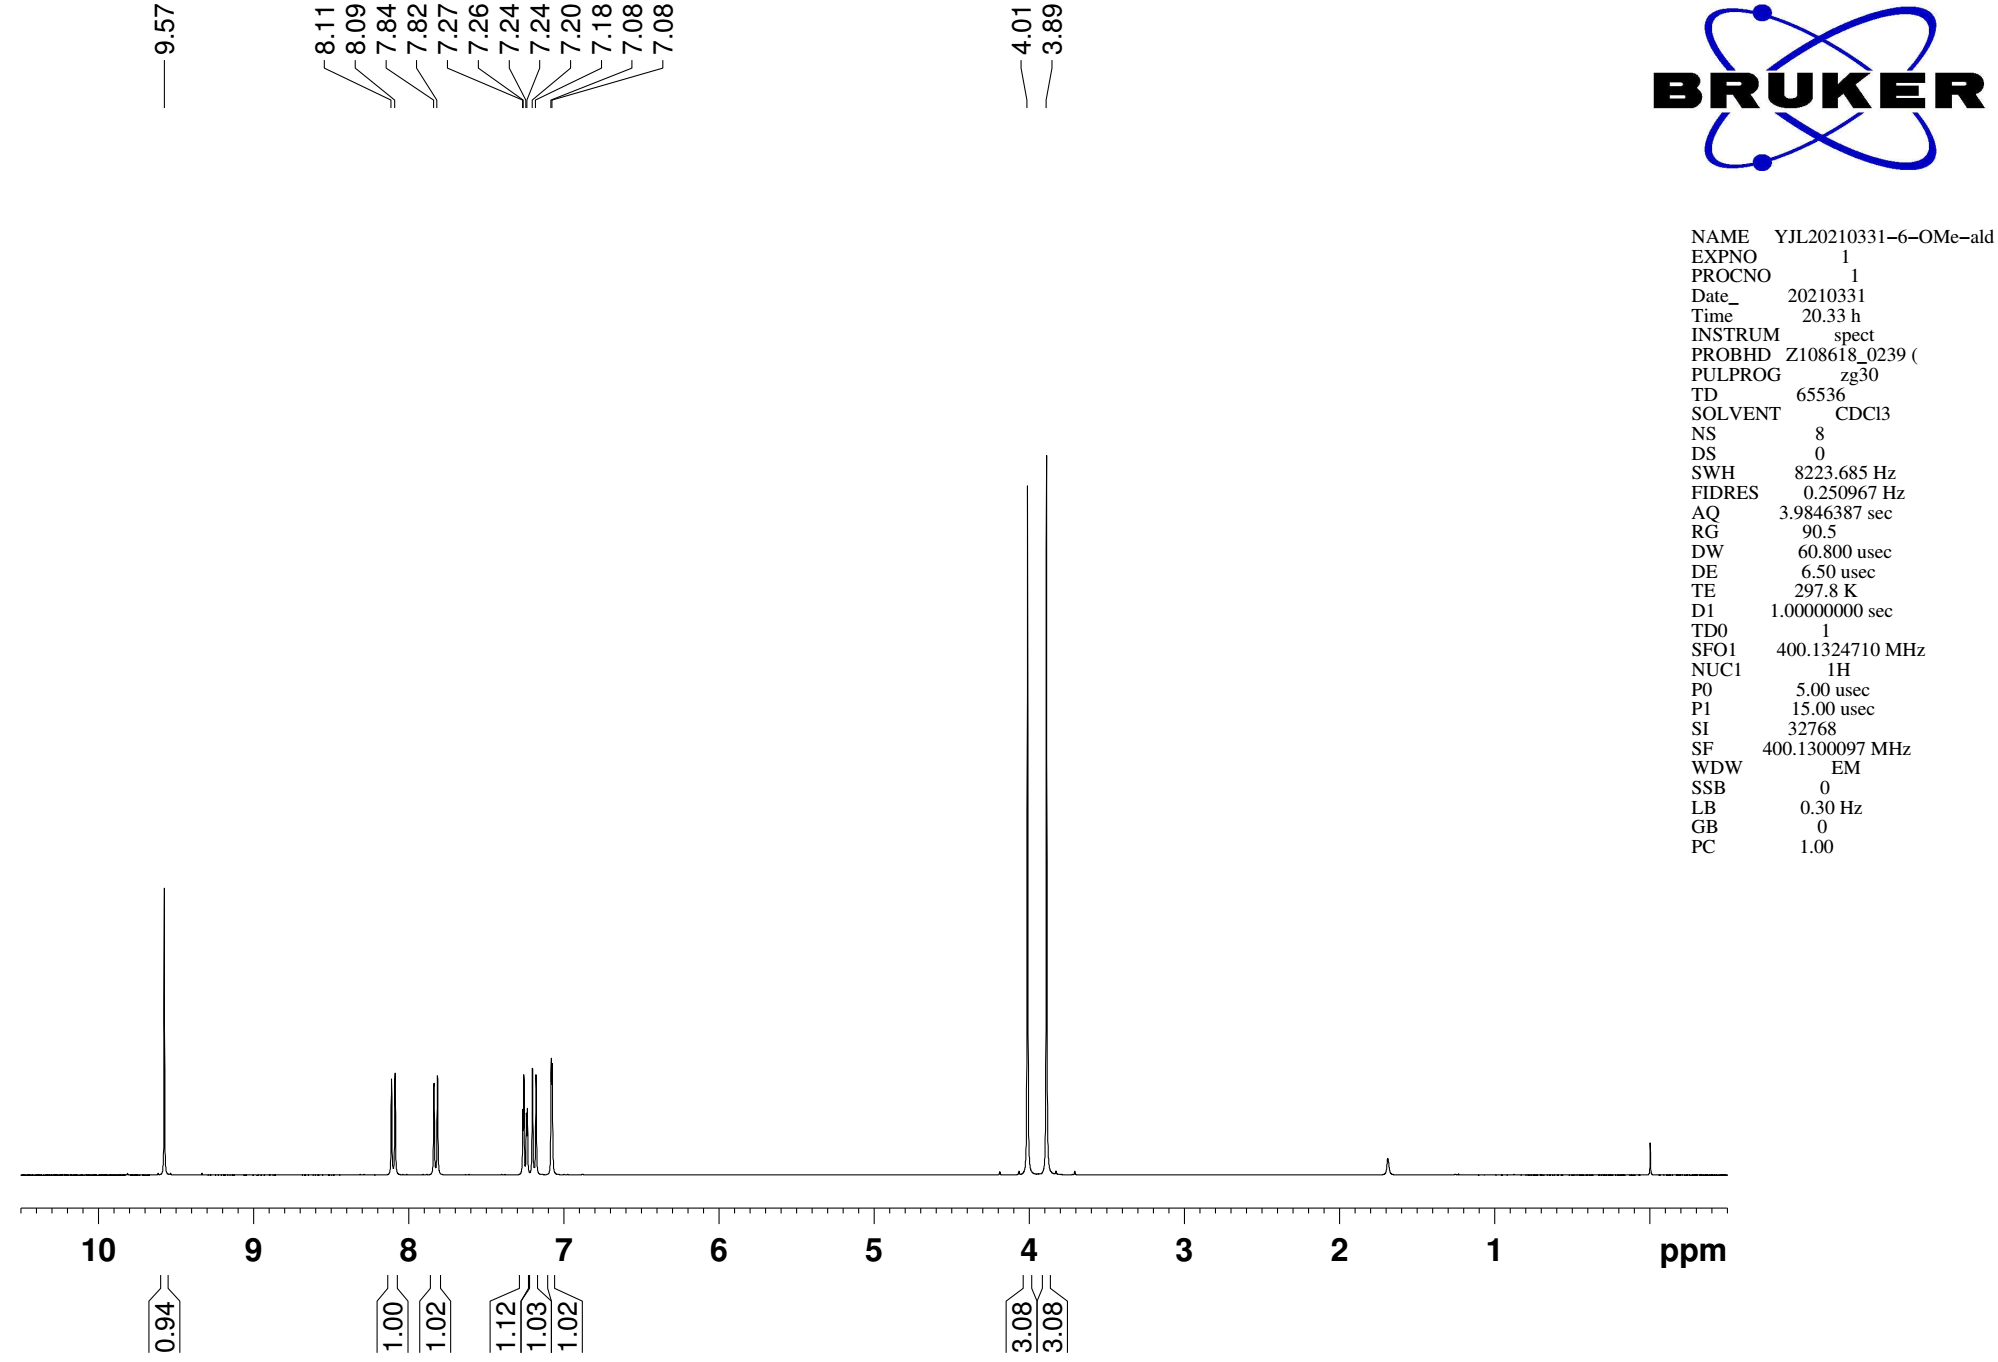 9.57
8.11
8.09
7.84
7.82
7.27
7.26
7.24
7.24
7.20
7.18
7.08
7.08
4.01
3.89
BRUKER
NAME YJL20210331-6-OMe-ald
EXPNO 1
PROCNO 1
Date_ 20210331
Time 20.33 h
INSTRUM spect
PROBHD Z108618_0239 (
PULPROG zg30
TD 65536
SOLVENT CDCl3
NS 8
DS 0
SWH 8223.685 Hz
FIDRES 0.250967 Hz
AQ 3.9846387 sec
RG 90.5
DW 60.800 usec
DE 6.50 usec
TE 297.8 K
D1 1.00000000 sec
TD0 1
SFO1 400.1324710 MHz
NUC1 1H
P0 5.00 usec
P1 15.00 usec
SI 32768
SF 400.1300097 MHz
WDW EM
SSB 0
LB 0.30 Hz
GB 0
PC 1.00
10 9 8 7 6 5 4 3 2 1 ppm
0.94
1.00
1.02
1.12
1.03
1.02
3.08
3.08